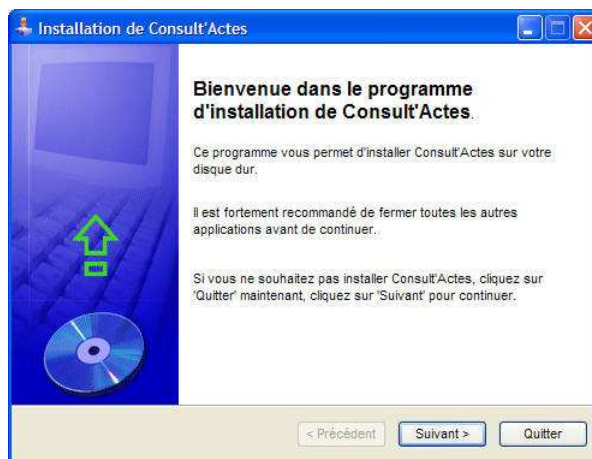 Installation de Consult'Actes
Bienvenue dans le programme
d'installation de Consult'Actes.
Ce programme vous permet d'installer Consult'Actes sur votre
disque dur.
Il est fortement recommandé de fermer toutes les autres
applications avant de continuer.
Si vous ne souhaitez pas installer Consult'Actes, cliquez sur
'Quitter' maintenant, cliquez sur 'Suivant' pour continuer.
< Précédent
Suivant >
Quitter